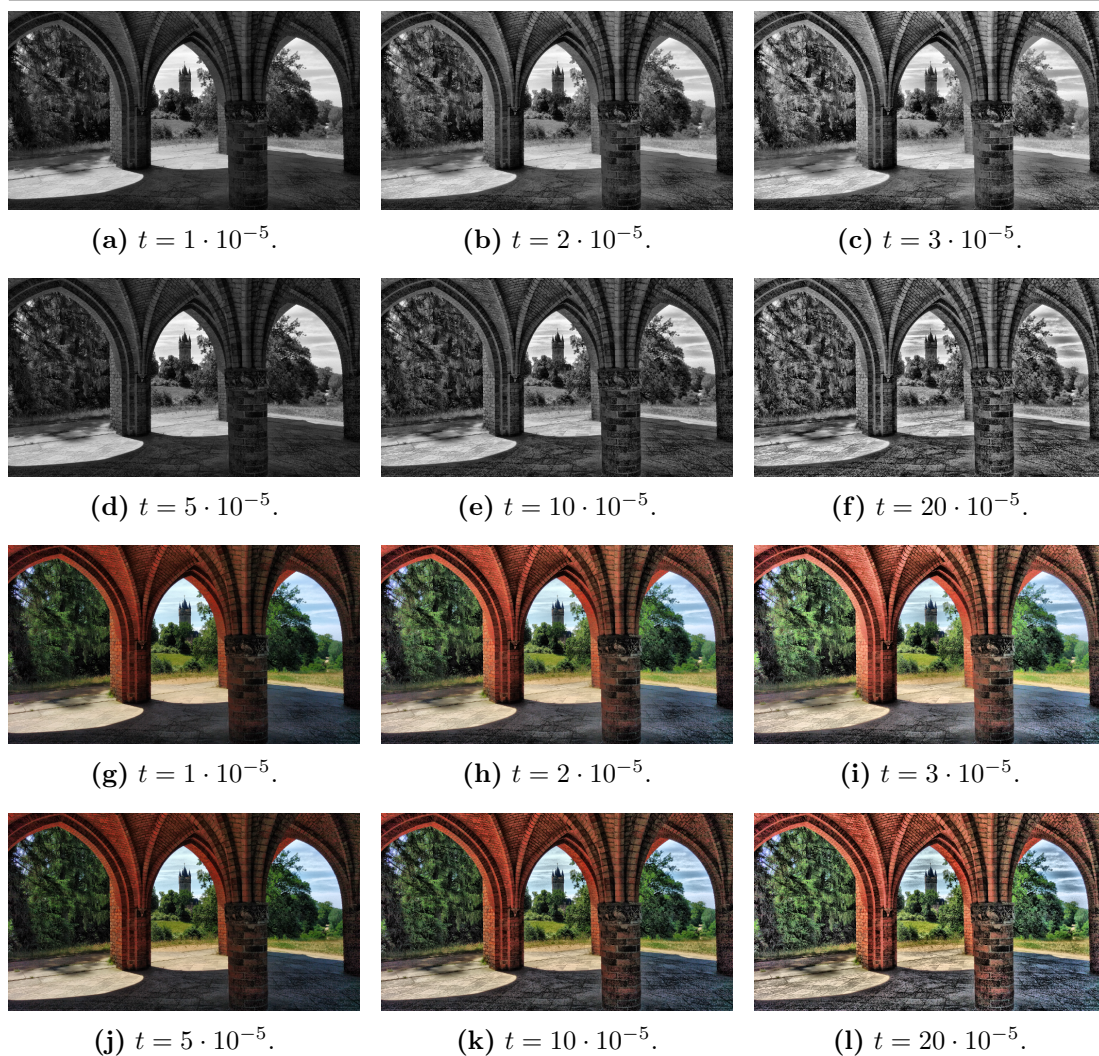 (a) t = 1 · 10⁻⁵.
(b) t = 2 · 10⁻⁵.
(c) t = 3 · 10⁻⁵.
(d) t = 5 · 10⁻⁵.
(e) t = 10 · 10⁻⁵.
(f) t = 20 · 10⁻⁵.
(g) t = 1 · 10⁻⁵.
(h) t = 2 · 10⁻⁵.
(i) t = 3 · 10⁻⁵.
(j) t = 5 · 10⁻⁵.
(k) t = 10 · 10⁻⁵.
(l) t = 20 · 10⁻⁵.